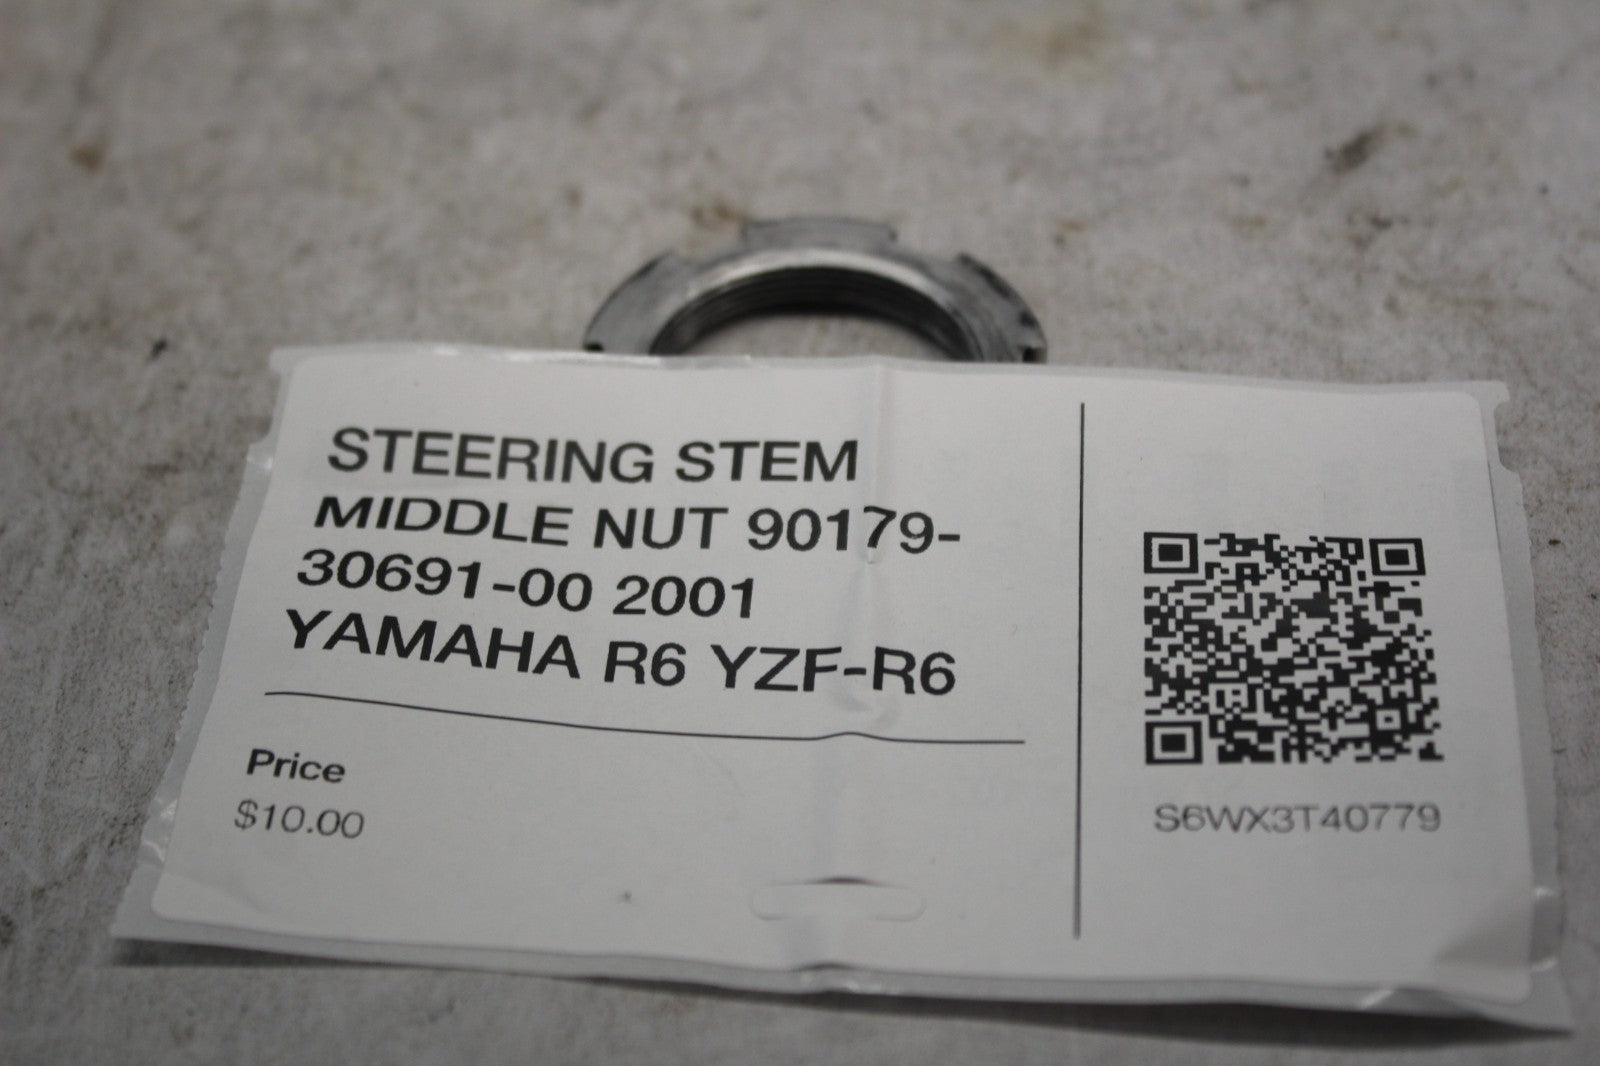 STEERING STEM
MIDDLE NUT 90179-
30691-00 2001
YAMAHA R6 YZF-R6
Price
$10.00
S6WX3T40779